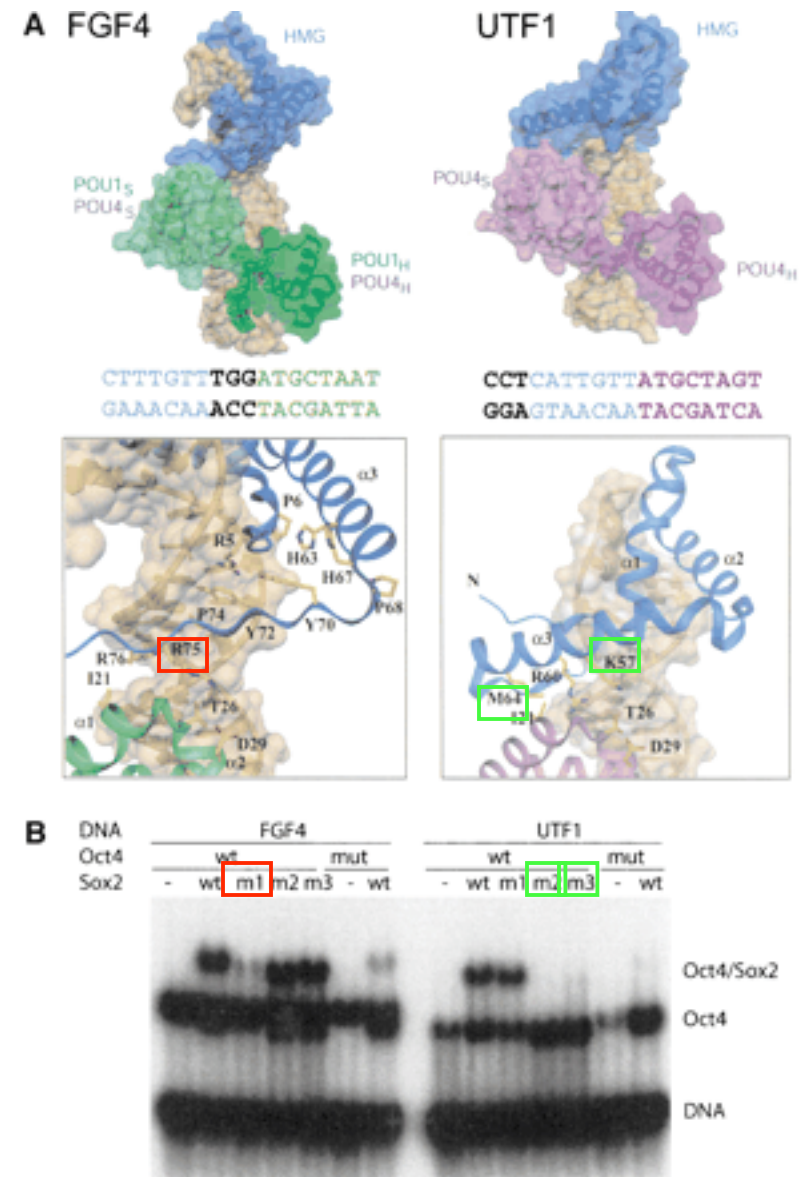 A FGF4 UTF1
HMG HMG
POU1S
POU4S
POU4S
POU1H
POU4H
POU4H
CTTTGTTTGGATGCTAAT CCTCATTGTTATGCTAGT
GAAACAAACCTACGATTA GGAGTAACAATACGATCA
α3
P6
R5
H63
H67
P68
P74
Y72
Y70
R75
R76
I21
α1
T26
D29
α2
α1
α2
N
α3
K57
R60
M64
T26
D29
B DNA FGF4 UTF1
Oct4 wt mut wt mut
Sox2 - wt m1 m2 m3 - wt - wt m1 m2 m3 - wt
Oct4/Sox2
Oct4
DNA